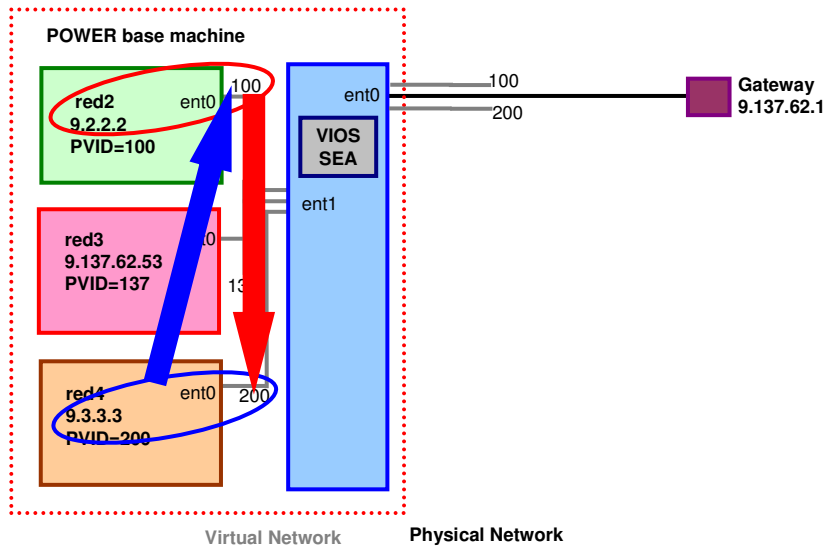 POWER base machine
red2
ent0
100
9.2.2.2
PVID=100
red3
9.137.62.53
PVID=137
red4
ent0
200
9.3.3.3
PVID=200
ent0
VIOS
SEA
ent1
100
200
Gateway
9.137.62.1
Virtual Network
Physical Network